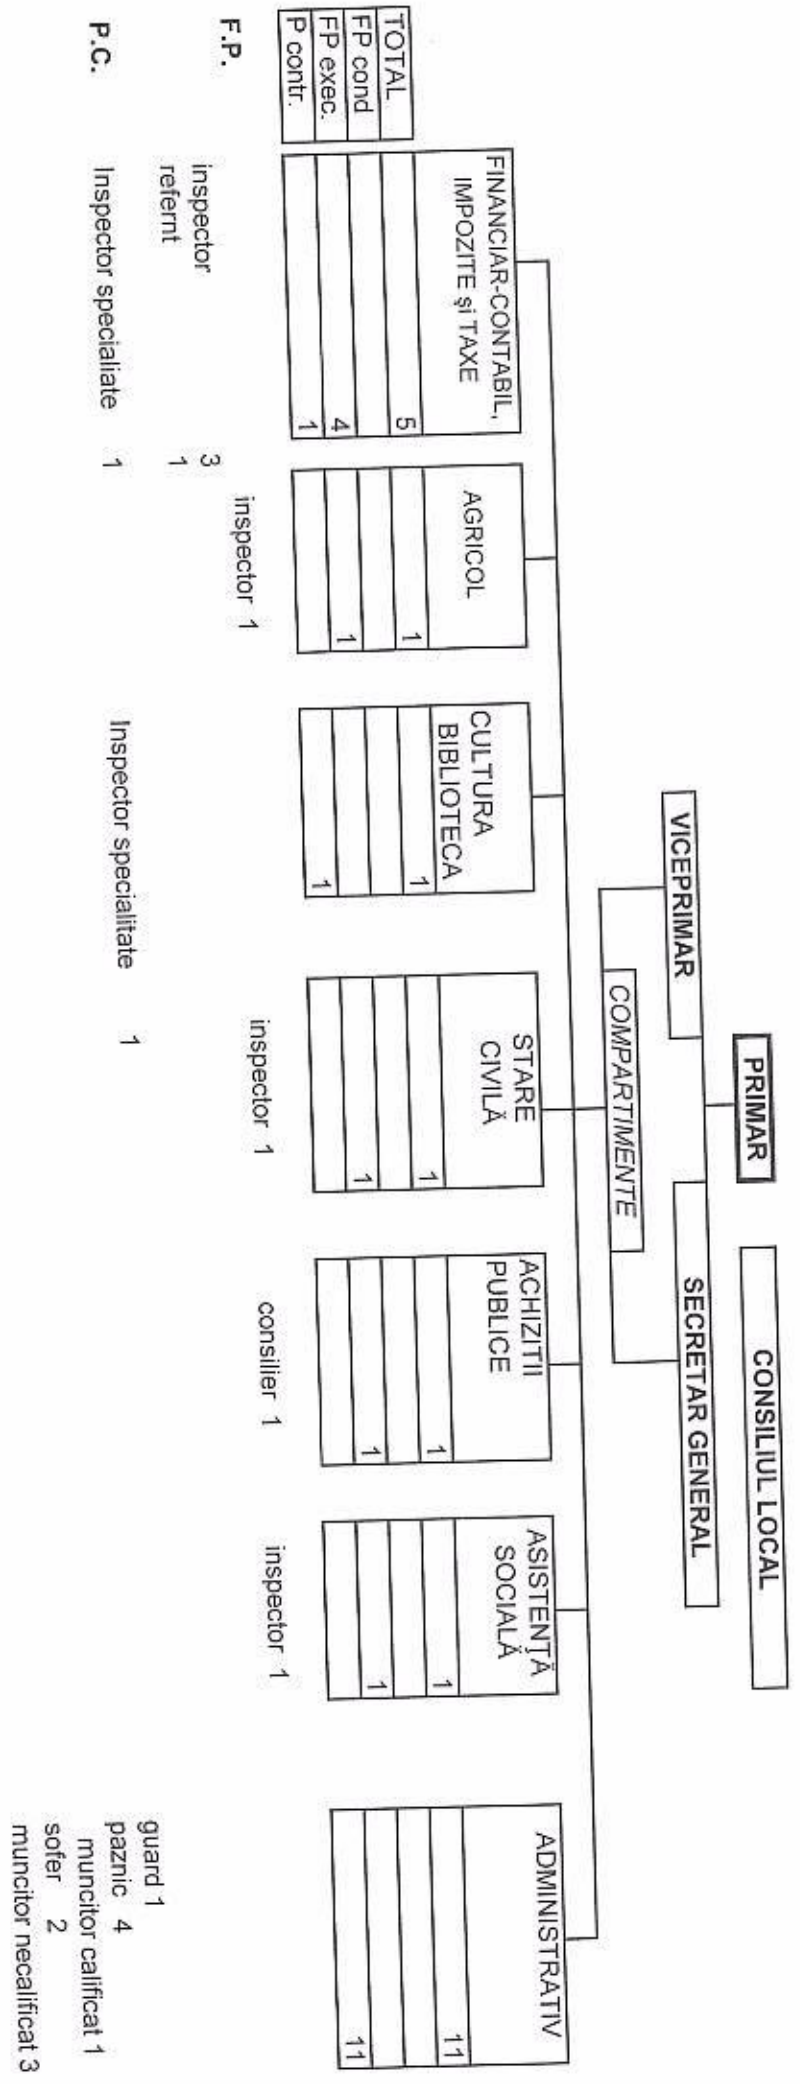 CONSILIUL LOCAL
PRIMAR
VICEPRIMAR
SECRETAR GENERAL
COMPARTIMENTE
TOTAL
FP cond
FP exec.
P contr.
FINANCIAR-CONTABIL,
IMPOZITE și TAXE
5
4
1
AGRICOL
1
1
CULTURA
BIBLIOTECA
1
1
STARE
CIVILĂ
1
1
ACHIZITII
PUBLICE
1
1
ASISTENŢĂ
SOCIALĂ
1
1
ADMINISTRATIV
11
11
F.P.
inspector 3
refernt 1
inspector 1
inspector 1
consilier 1
inspector 1
P.C.
Inspector specialiate 1
Inspector specialitate 1
guard 1
paznic 4
muncitor calificat 1
sofer 2
muncitor necalificat 3